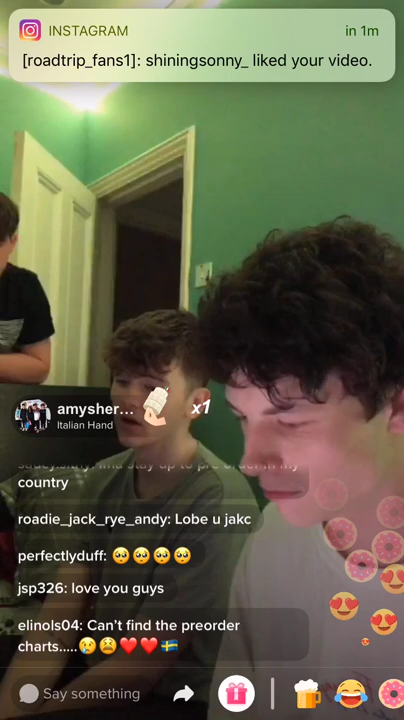 INSTAGRAM
in 1m
[roadtrip_fans1]: shiningsonny_ liked your video.
amysher...
Italian Hand
x1
country
roadie_jack_rye_andy: Lobe u jakc
perfectlyduff: 🥺🥺🥺🥺
jsp326: love you guys
elinols04: Can't find the preorder
charts.....😢😫❤️❤️🇸🇪
Say something